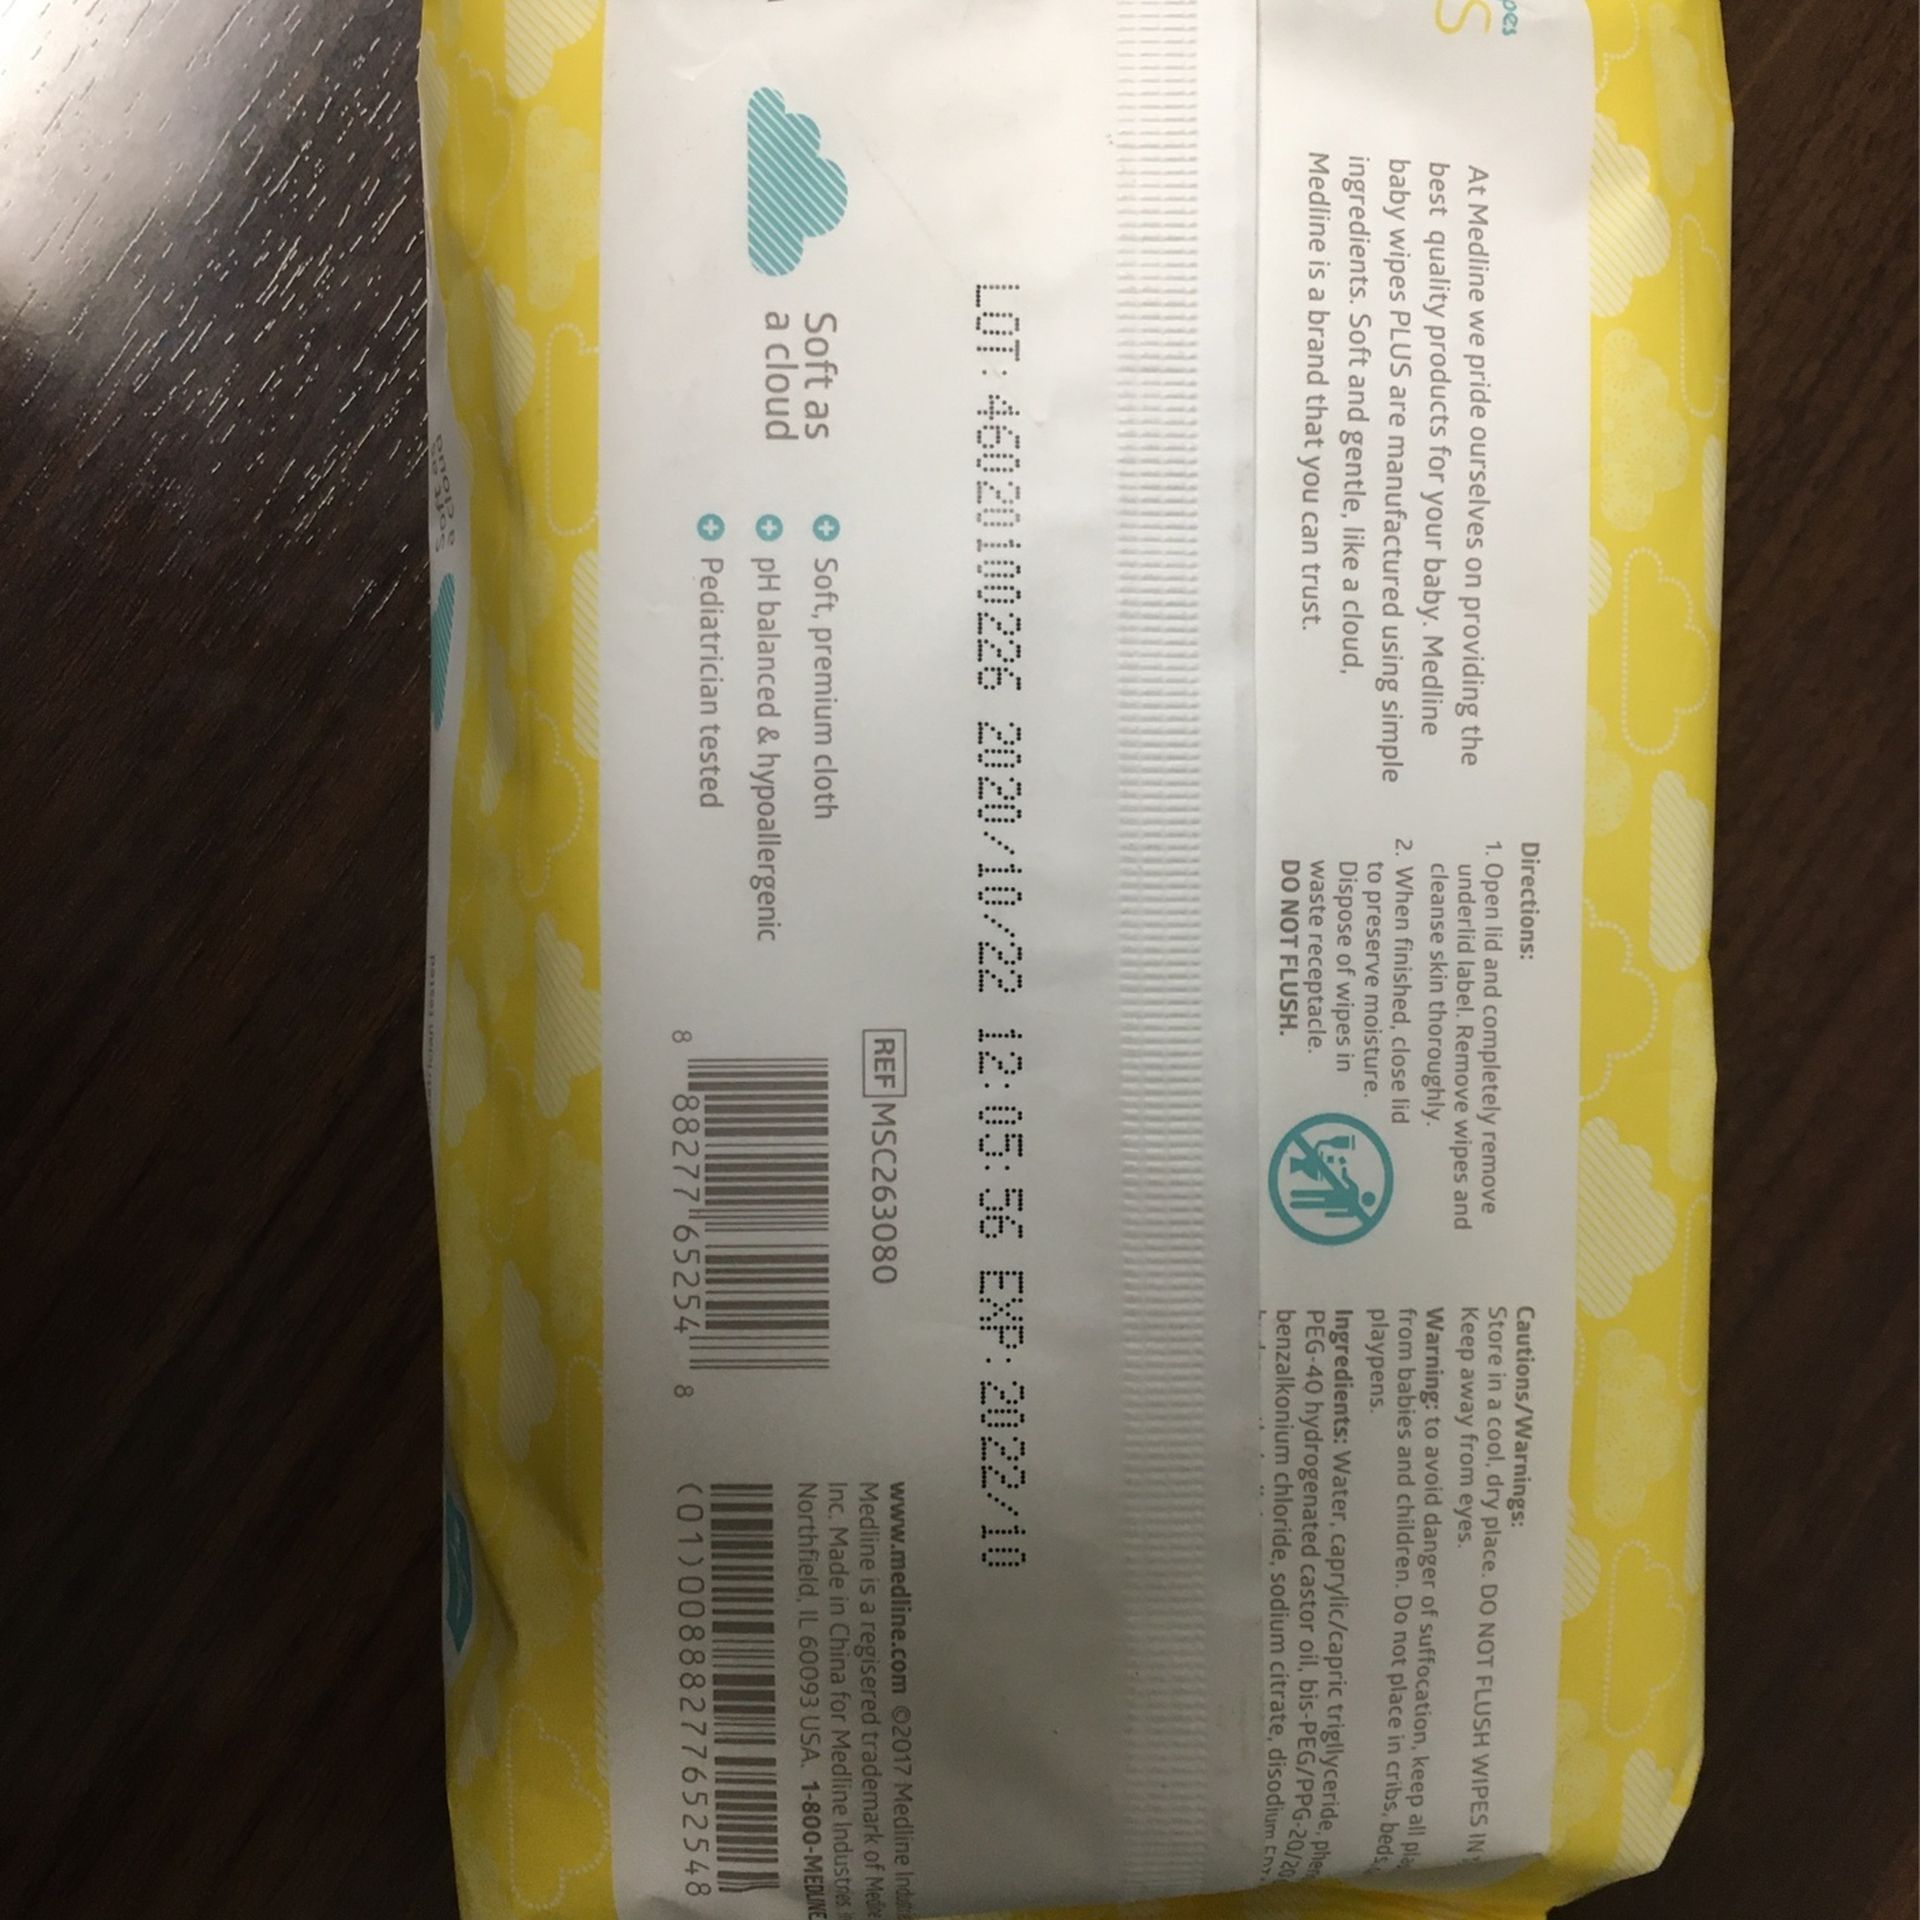 At Medline we pride ourselves on providing the
best quality products for your baby. Medline
baby wipes PLUS are manufactured using simple
ingredients. Soft and gentle, like a cloud,
Medline is a brand that you can trust.
Directions:
1. Open lid and completely remove
underlid label. Remove wipes and
cleanse skin thoroughly.
2. When finished, close lid
to preserve moisture.
Dispose of wipes in
waste receptacle.
DO NOT FLUSH.
Cautions/Warnings:
Store in a cool, dry place. DO NOT FLUSH WIPES IN
Keep away from eyes.
Warning: to avoid danger of suffocation, keep all
from babies and children. Do not place in cribs, beds,
playpens.
Ingredients: Water, caprylic/capric trigllyceride,
PEG-40 hydrogenated castor oil, bis-PEG/PPG-20/20
benzalkonium chloride, sodium citrate, disodium
LOT: 46020100226 2020/10/22 12:05:56 EXP: 2022/10
Soft as
a cloud
Soft, premium cloth
pH balanced & hypoallergenic
Pediatrician tested
REF MSC263080
8 88277 65254 8
www.medline.com ©2017 Medline
Medline is a regisered trademark of Medline
Inc. Made in China for Medline Industries
Northfield, IL 60093 USA. 1-800-MEDLINE
(01)00888277652548